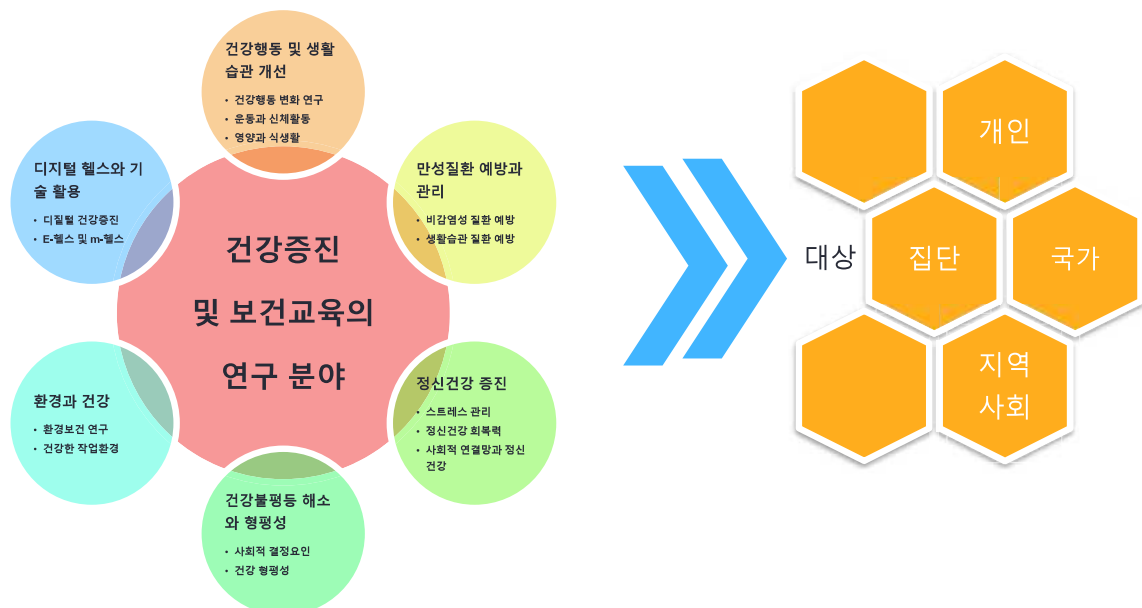 건강행동 및 생활
습관 개선
• 건강행동 변화 연구
• 운동과 신체활동
• 영양과 식생활
디지털 헬스와 기
술 활용
• 디질털 건강증진
• E-헬스 및 m-헬스
만성질환 예방과
관리
• 비감염성 질환 예방
• 생활습관 질환 예방
건강증진
및 보건교육의
연구 분야
환경과 건강
• 환경보건 연구
• 건강한 작업환경
정신건강 증진
• 스트레스 관리
• 정신건강 회복력
• 사회적 연결망과 정신
건강
건강불평등 해소
와 형평성
• 사회적 결정요인
• 건강 형평성
대상
개인
집단
국가
지역
사회